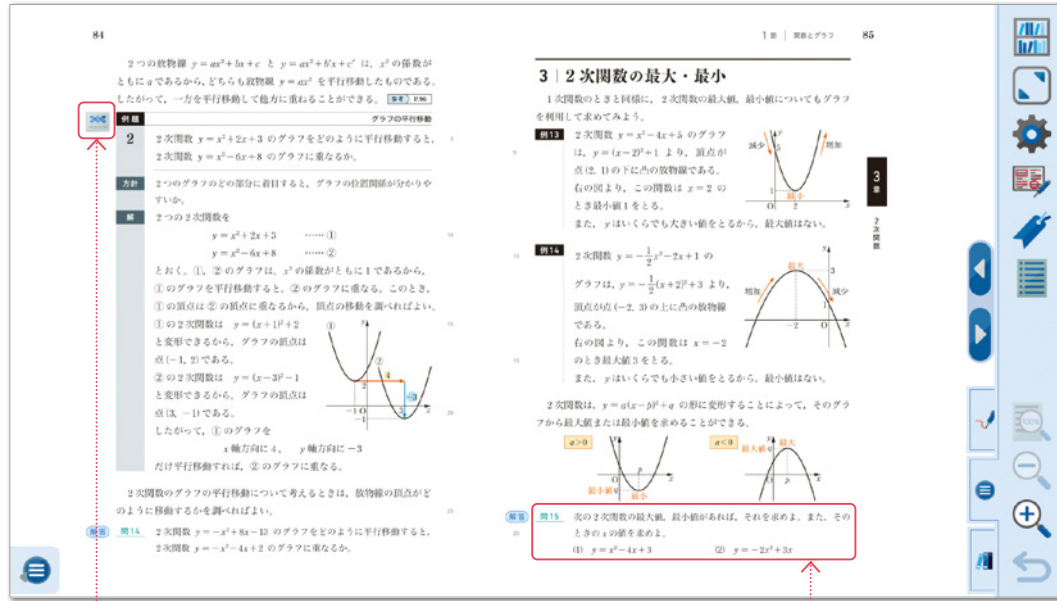 84
2つの放物線 y=ax²+bx+c と y=ax²+b'x+c' は，x² の係数が
ともに a であるから，どちらも放物線 y=ax² を平行移動したものである。
したがって，一方を平行移動して他方に重ねることができる。 参考 P.96
例題 グラフの平行移動
2 2次関数 y=x²+2x+3 のグラフをどのように平行移動すると，
5
2次関数 y=x²−6x+8 のグラフに重なるか。
方針 2つのグラフのどの部分に着目すると，グラフの位置関係が分かりや
すいか。
解 2つの2次関数を
y=x²+2x+3 ……①
10
y=x²−6x+8 ……②
とおく。①，②のグラフは，x² の係数がともに1であるから，
①のグラフを平行移動すると，②のグラフに重なる。このとき，
①の頂点は②の頂点に重なるから，頂点の移動を調べればよい。
①の2次関数は y=(x+1)²+2
15
と変形できるから，グラフの頂点は
点(−1, 2)である。
②の2次関数は y=(x−3)²−1
と変形できるから，グラフの頂点は
点(3, −1)である。
20
したがって，①のグラフを
x 軸方向に 4， y 軸方向に −3
だけ平行移動すれば，②のグラフに重なる。
① y
②
4
2
−3
−1 O 3 x
−1
2次関数のグラフの平行移動について考えるときは，放物線の頂点がど
のように移動するかを調べればよい。
25
解答 問14 2次関数 y=−x²+8x−13 のグラフをどのように平行移動すると，
2次関数 y=−x²−4x+2 のグラフに重なるか。
1節 | 関数とグラフ 85
3 | 2次関数の最大・最小
1次関数のときと同様に，2次関数の最大値，最小値についてもグラフ
を利用して求めてみよう。
例13 2次関数 y=x²−4x+5 のグラフ
5
は，y=(x−2)²+1 より，頂点が
点(2, 1)の下に凸の放物線である。
右の図より，この関数は x=2 の
とき最小値1をとる。
また，y はいくらでも大きい値をとるから，最大値はない。
y
減少 5 増加
1
最小
O 2 x
例14 2次関数 y=−1/2x²−2x+1 の
10
グラフは，y=−1/2(x+2)²+3 より，
頂点が点(−2, 3)の上に凸の放物線
である。
右の図より，この関数は x=−2
のとき最大値3をとる。
15
また，y はいくらでも小さい値をとるから，最小値はない。
y
最大
3
増加 減少
1
−2 O x
2次関数は，y=a(x−p)²+q の形に変形することによって，そのグラ
フから最大値または最小値を求めることができる。
a>0
y
p
O x
最小値 q
最小
a<0
y
最大値 q 最大
O p x
解答 問15 次の2次関数の最大値，最小値があれば，それを求めよ。また，その
20
ときの x の値を求めよ。
(1) y=x²−4x+3 (2) y=−2x²+3x
3
章
2次関数
100%